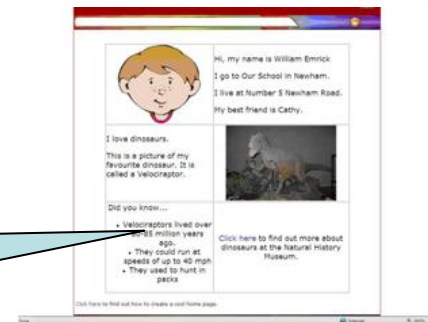 Hi, my name is William Emrick
I go to Our School in Newham.
I live at Number 5 Newham Road.
My best friend is Cathy.
I love dinosaurs.
This is a picture of my
favourite dinosaur. It is
called a Velociraptor.
Did you know...
• Velociraptors lived over
85 million years
ago.
• They could run at
speeds of up to 40 mph
• They used to hunt in
packs
Click here to find out more about
dinosaurs at the Natural History
Museum.
Click here to find out how to create a cool home page.